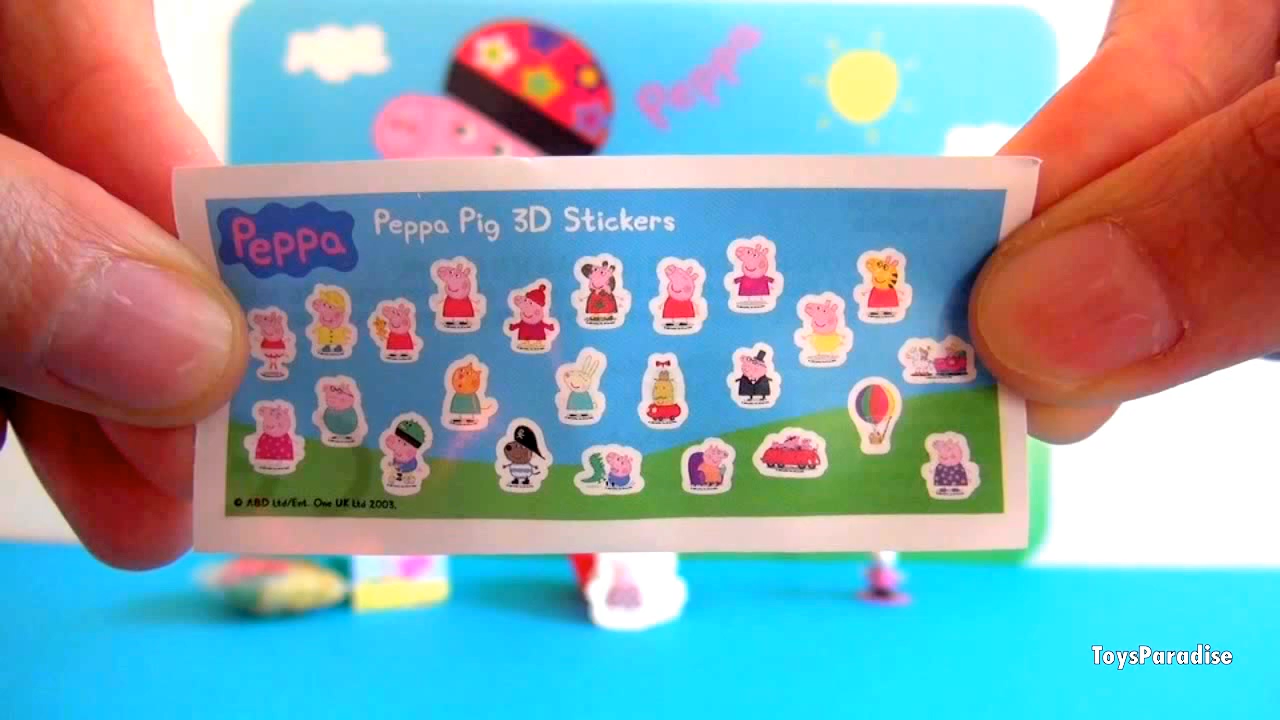 Peppa
Peppa
Peppa Pig 3D Stickers
© ABD Ltd/Ent. One UK Ltd 2003.
ToysParadise